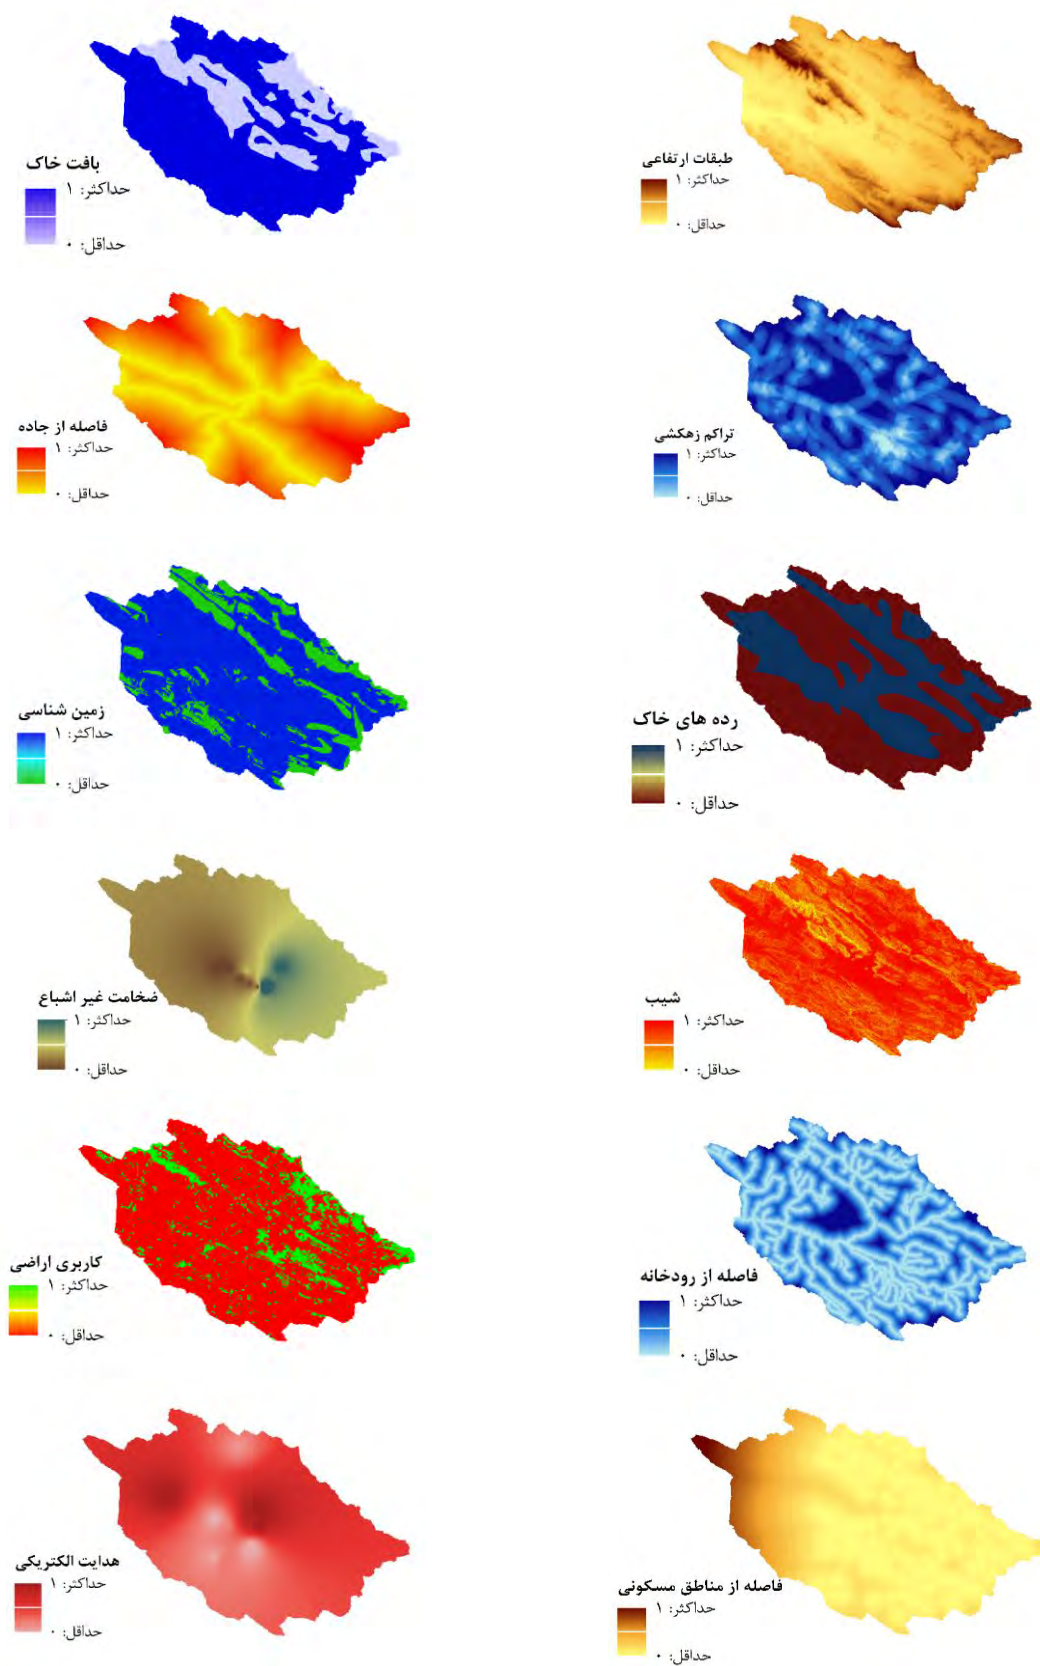 بافت خاک
حداکثر: ۱
حداقل: ۰
طبقات ارتفاعی
حداکثر: ۱
حداقل: ۰
فاصله از جاده
حداکثر: ۱
حداقل: ۰
تراکم زهکشی
حداکثر: ۱
حداقل: ۰
زمین شناسی
حداکثر: ۱
حداقل: ۰
رده های خاک
حداکثر: ۱
حداقل: ۰
ضخامت غیر اشباع
حداکثر: ۱
حداقل: ۰
شیب
حداکثر: ۱
حداقل: ۰
کاربری اراضی
حداکثر: ۱
حداقل: ۰
فاصله از رودخانه
حداکثر: ۱
حداقل: ۰
هدایت الکتریکی
حداکثر: ۱
حداقل: ۰
فاصله از مناطق مسکونی
حداکثر: ۱
حداقل: ۰